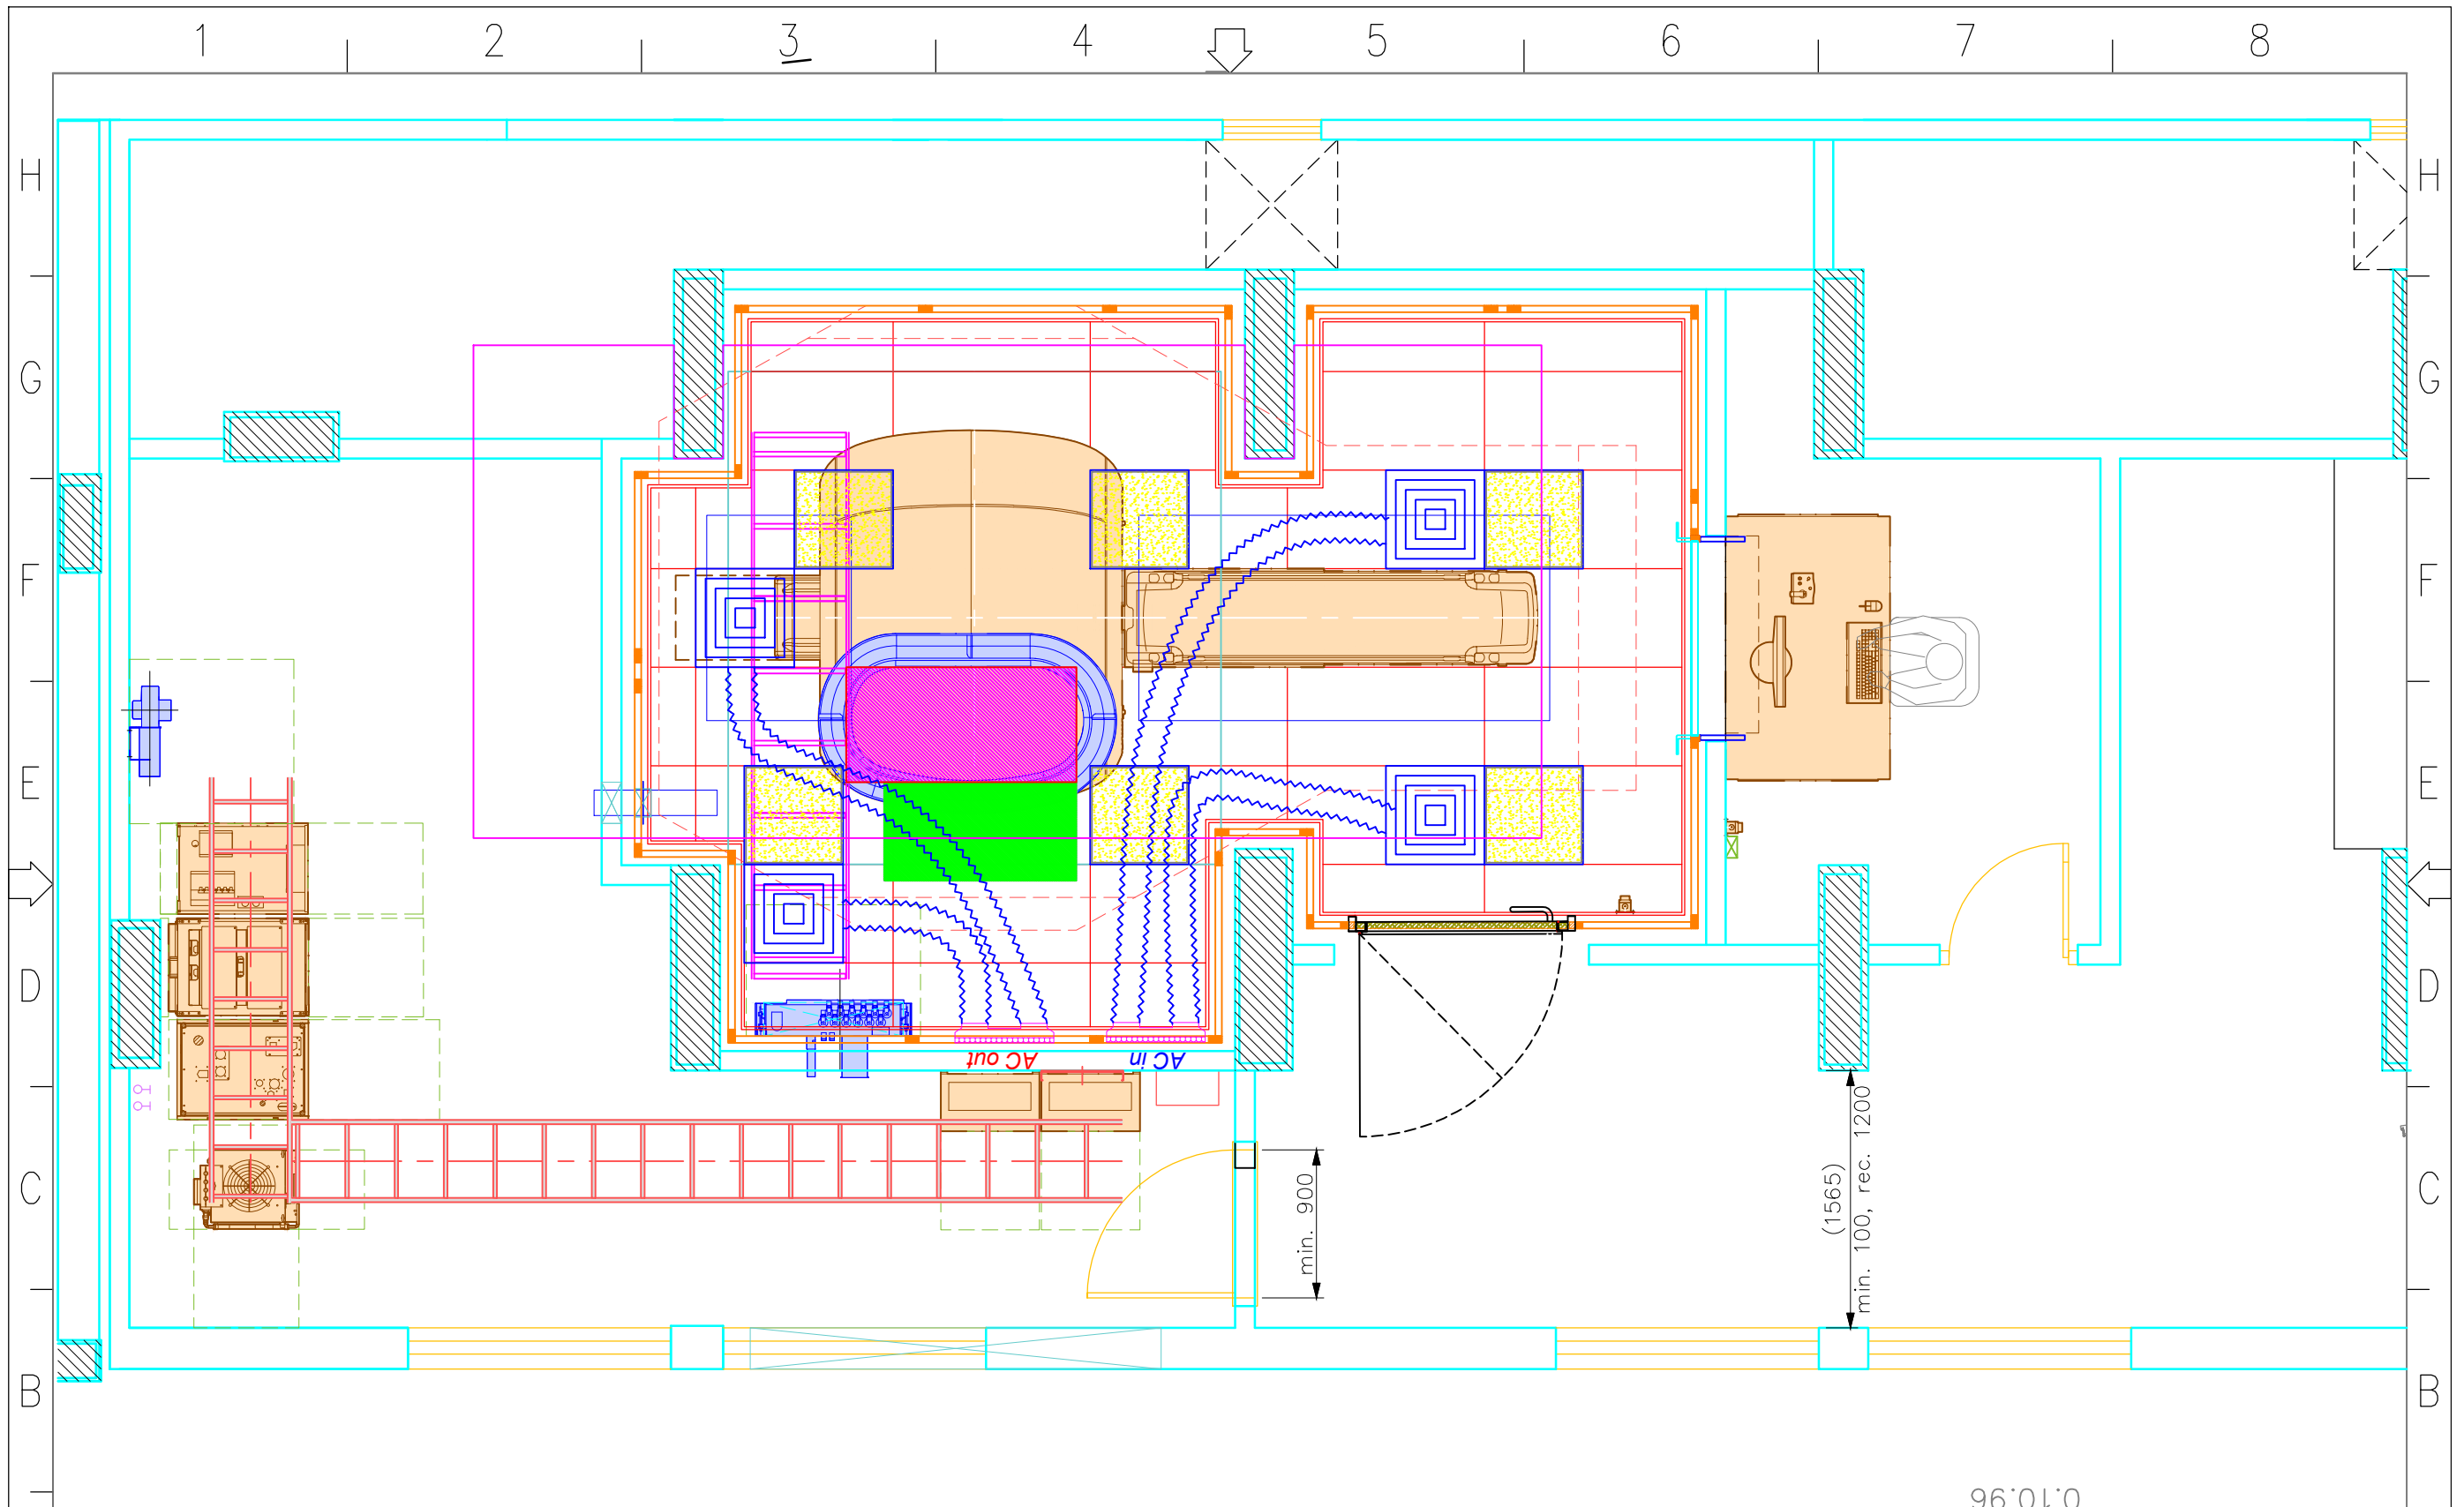 1 2 3 4 5 6 7 8
H H
G G
F F
E E
D D
C C
B B
AC out
AC in
min. 900
(1565)
min. 100, rec. 1200
0.10.96